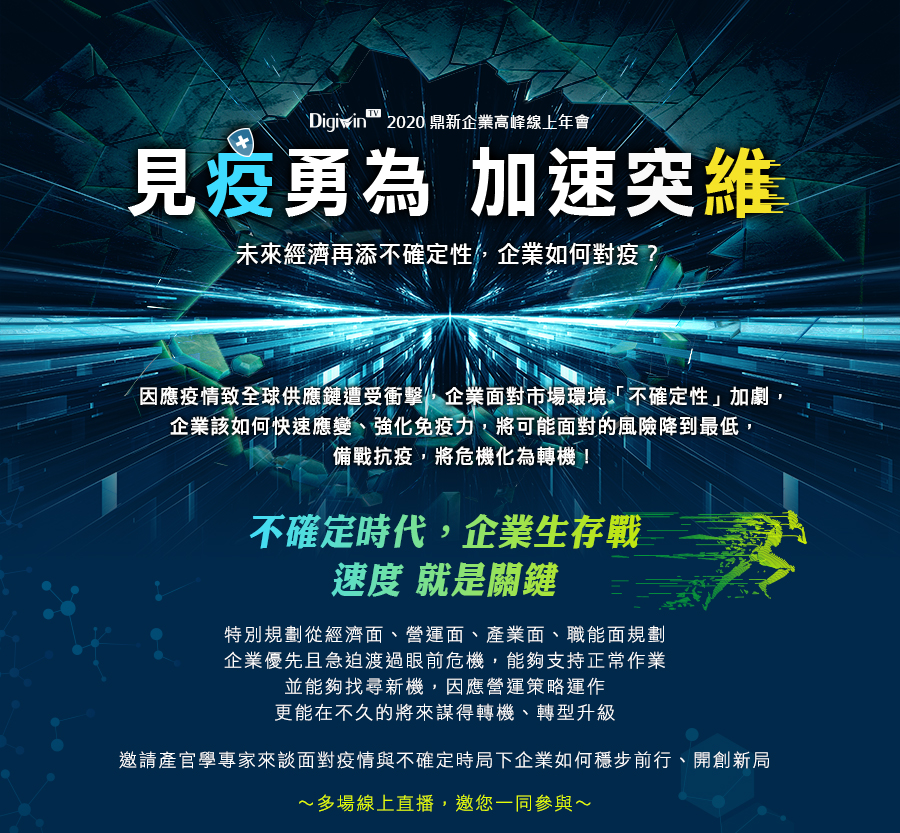 Digiwin TV 2020 鼎新企業高峰線上年會
見疫勇為 加速突維
未來經濟再添不確定性，企業如何對疫？
因應疫情致全球供應鏈遭受衝擊，企業面對市場環境「不確定性」加劇，
企業該如何快速應變、強化免疫力，將可能面對的風險降到最低，
備戰抗疫，將危機化為轉機！
不確定時代，企業生存戰
速度 就是關鍵
特別規劃從經濟面、營運面、產業面、職能面規劃
企業優先且急迫渡過眼前危機，能夠支持正常作業
並能夠找尋新機，因應營運策略運作
更能在不久的將來謀得轉機、轉型升級
邀請產官學專家來談面對疫情與不確定時局下企業如何穩步前行、開創新局
～多場線上直播，邀您一同參與～